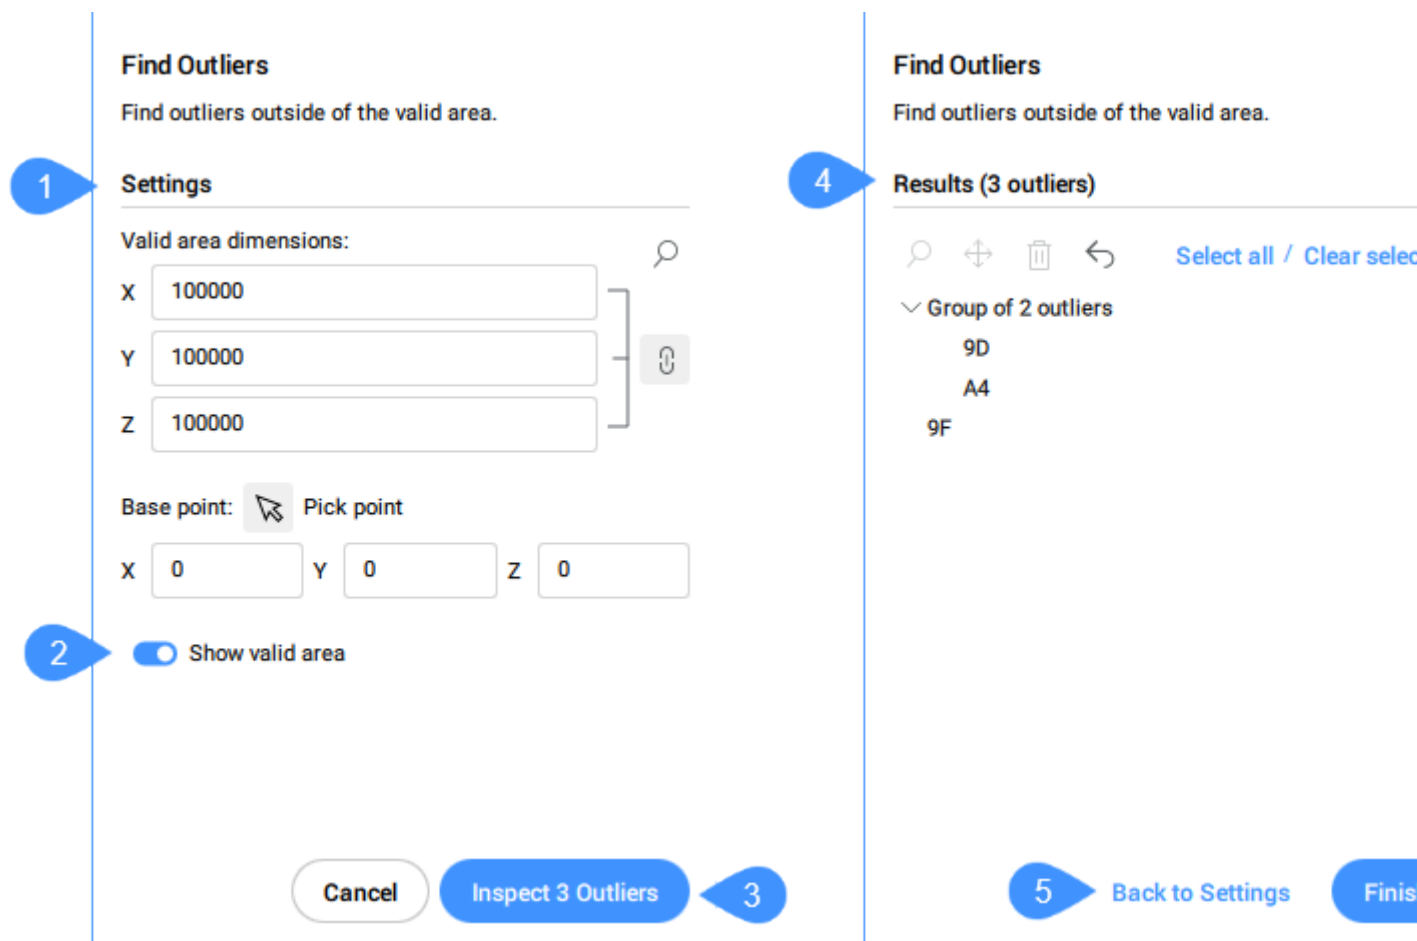 Find Outliers
Find outliers outside of the valid area.
1
Settings
Valid area dimensions:
X 100000
Y 100000
Z 100000
Base point: Pick point
X 0 Y 0 Z 0
2
Show valid area
Cancel
Inspect 3 Outliers
3
Find Outliers
Find outliers outside of the valid area.
4
Results (3 outliers)
Select all / Clear selec
Group of 2 outliers
9D
A4
9F
5
Back to Settings
Finis